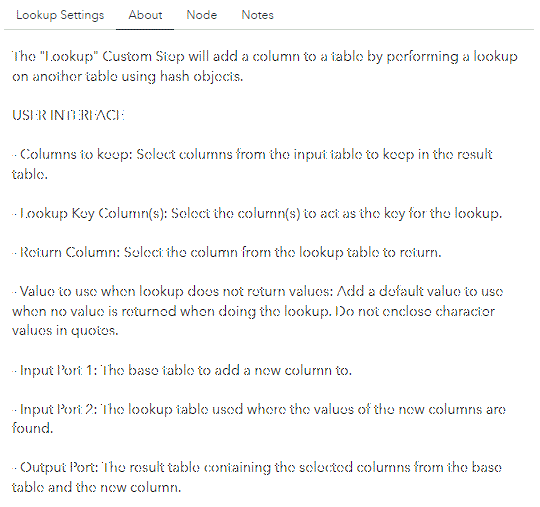 Lookup Settings About Node Notes
The "Lookup" Custom Step will add a column to a table by performing a lookup
on another table using hash objects.
USER INTERFACE
- Columns to keep: Select columns from the input table to keep in the result
table.
- Lookup Key Column(s): Select the column(s) to act as the key for the lookup.
- Return Column: Select the column from the lookup table to return.
- Value to use when lookup does not return values: Add a default value to use
when no value is returned when doing the lookup. Do not enclose character
values in quotes.
- Input Port 1: The base table to add a new column to.
- Input Port 2: The lookup table used where the values of the new columns are
found.
- Output Port: The result table containing the selected columns from the base
table and the new column.